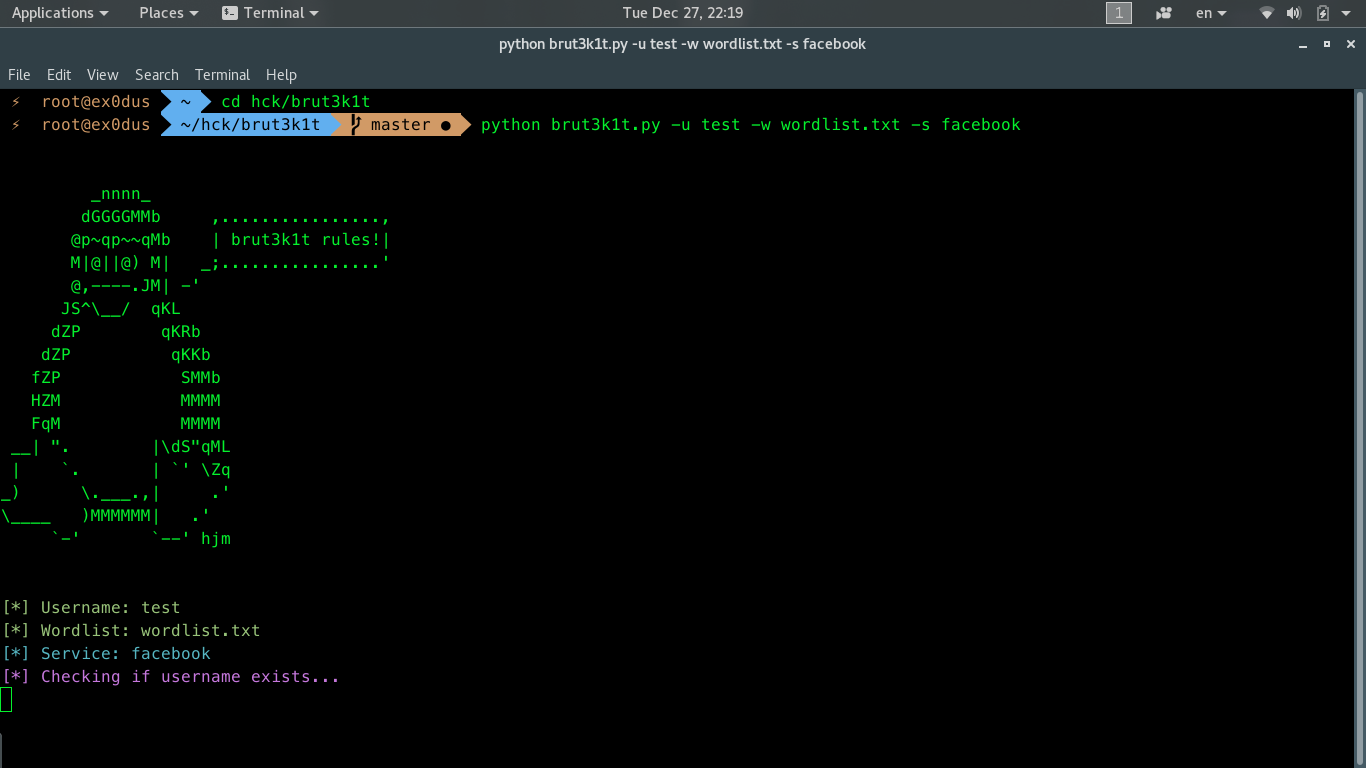 Applications Places Terminal Tue Dec 27, 22:19 1 en
python brut3k1t.py -u test -w wordlist.txt -s facebook
File Edit View Search Terminal Help
⚡ root@ex0dus ~ cd hck/brut3k1t
⚡ root@ex0dus ~/hck/brut3k1t master ● python brut3k1t.py -u test -w wordlist.txt -s facebook
         _nnnn_
        dGGGGMMb     ,................,
       @p~qp~~qMb    | brut3k1t rules!|
       M|@||@) M|   _;................'
       @,----.JM| -'
      JS^\__/  qKL
     dZP        qKRb
    dZP          qKKb
   fZP            SMMb
   HZM            MMMM
   FqM            MMMM
 __| ".        |\dS"qML
 |    `.       | `' \Zq
_)      \.___.,|     .'
\____   )MMMMMM|   .'
     `-'       `--' hjm
[*] Username: test
[*] Wordlist: wordlist.txt
[*] Service: facebook
[*] Checking if username exists...